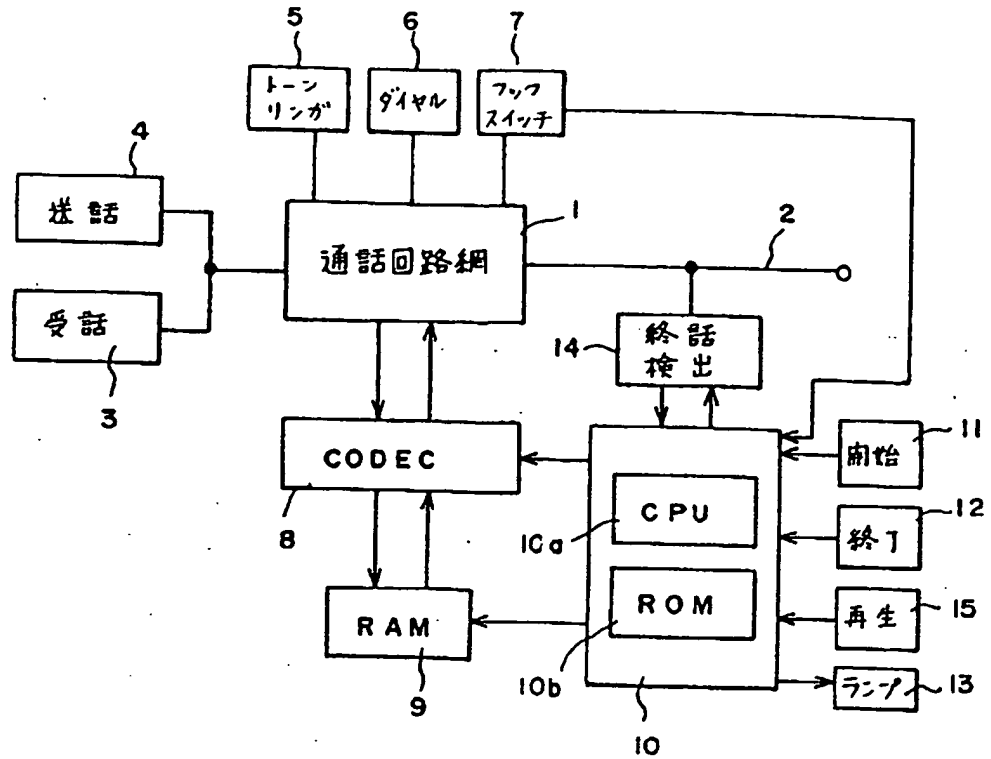 5
6
7
トーン
リンガ
ダイヤル
フック
スイッチ
4
送話
1
通話回路網
2
受話
3
14
終話
検出
CODEC
8
11
開始
CPU
10a
12
終了
ROM
10b
15
再生
RAM
9
ランプ
13
10